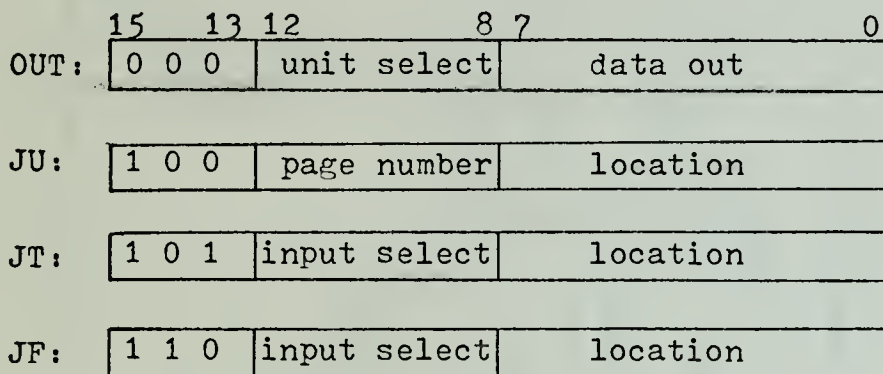 15 13 12 8 7 0
OUT: 0 0 0 unit select data out
JU: 1 0 0 page number location
JT: 1 0 1 input select location
JF: 1 1 0 input select location